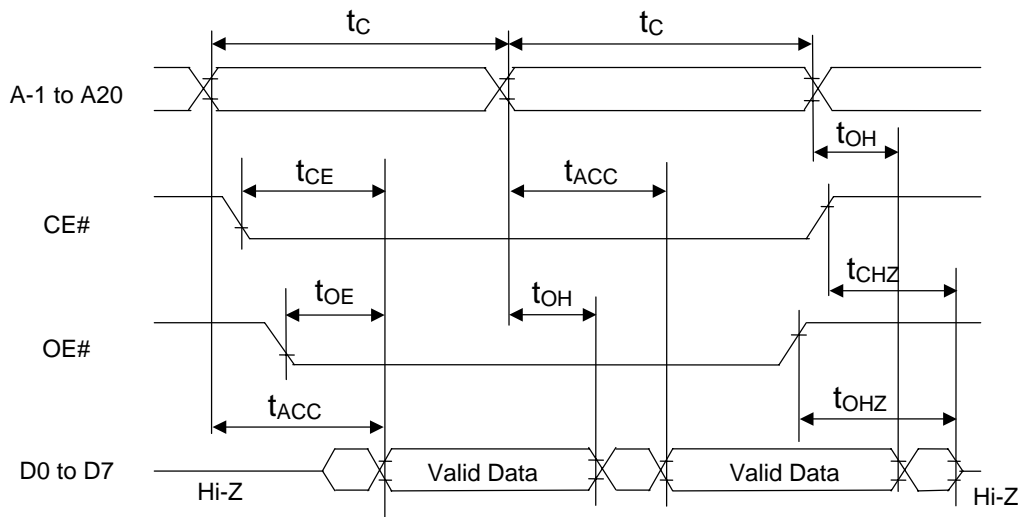 tC tC
A-1 to A20
tOH
tCE tACC
CE#
tCHZ
tOE tOH
OE#
tACC tOHZ
D0 to D7 Valid Data Valid Data
Hi-Z Hi-Z